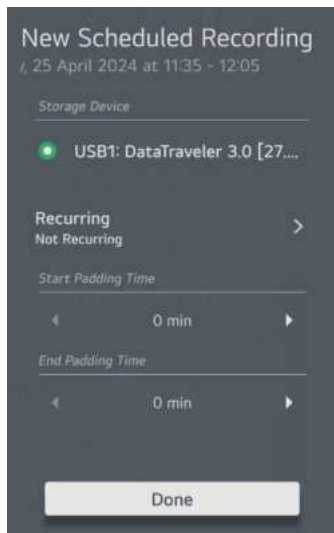 New Scheduled Recording
, 25 April 2024 at 11:35 - 12:05
Storage Device
USB1: DataTraveler 3.0 [27....
Recurring
Not Recurring
Start Padding Time
0 min
End Padding Time
0 min
Done